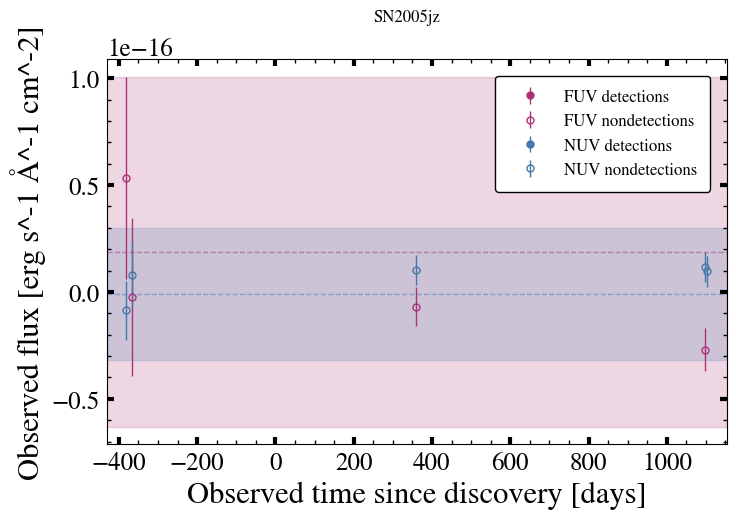 SN2005jz
1e−16
1.0
0.5
0.0
−0.5
Observed flux [erg s^-1 Å^-1 cm^-2]
FUV detections
FUV nondetections
NUV detections
NUV nondetections
−400 −200 0 200 400 600 800 1000
Observed time since discovery [days]